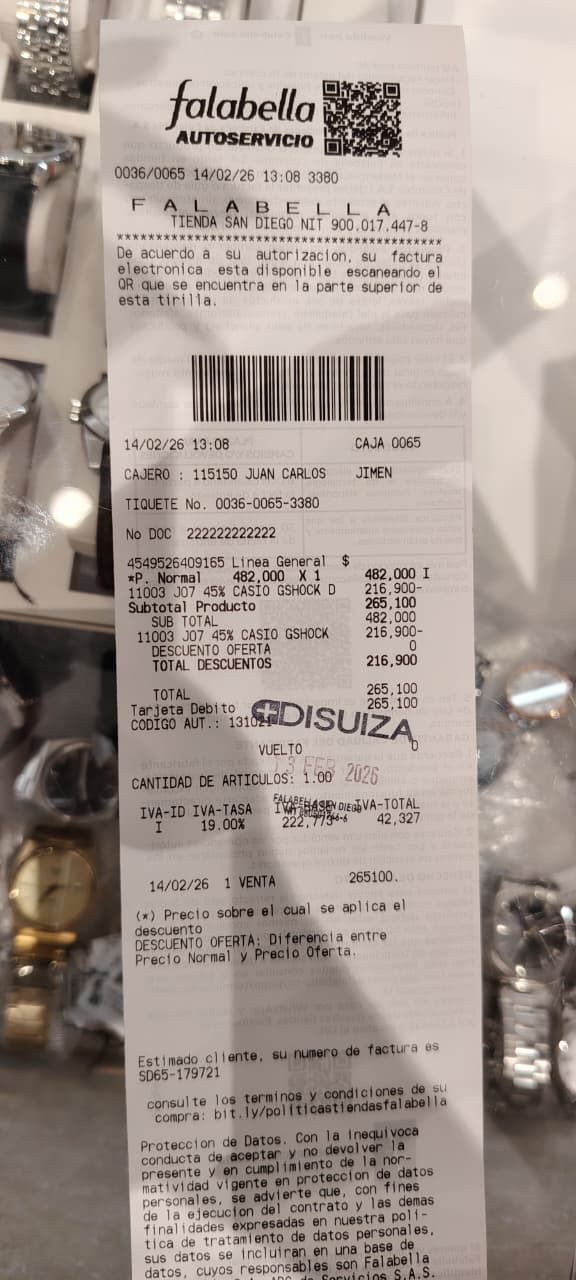 falabella
AUTOSERVICIO
0036/0065 14/02/26 13:08 3380
F A L A B E L L A
TIENDA SAN DIEGO NIT 900.017.447-8
******************************************
De acuerdo a su autorizacion, su factura
electronica esta disponible escaneando el
QR que se encuentra en la parte superior de
esta tirilla.
14/02/26 13:08 CAJA 0065
CAJERO : 115150 JUAN CARLOS JIMEN
TIQUETE No. 0036-0065-3380
No DOC 222222222222
4549526409165 Linea General $
*P. Normal 482,000 X 1 482,000 I
11003 J07 45% CASIO GSHOCK D 216,900-
Subtotal Producto 265,100
SUB TOTAL 482,000
11003 J07 45% CASIO GSHOCK 216,900-
DESCUENTO OFERTA 0
TOTAL DESCUENTOS 216,900
TOTAL 265,100
Tarjeta Debito 265,100
CODIGO AUT.:
DISUIZA
VUELTO 0
13 FEB 2026
CANTIDAD DE ARTICULOS: 1.00
FALABELLA SAN DIEGO
IVA-ID IVA-TASA IVA-BASE IVA-TOTAL
I 19.00% 222,773 42,327
14/02/26 1 VENTA 265100.
(*) Precio sobre el cual se aplica el
descuento
DESCUENTO OFERTA: Diferencia entre
Precio Normal y Precio Oferta.
Estimado cliente, su numero de factura es
SD65-179721
consulte los terminos y condiciones de su
compra: bit.ly/politicastiendasfalabella
Proteccion de Datos. Con la inequivoca
conducta de aceptar y no devolver la
presente y en cumplimiento de la nor-
matividad vigente en proteccion de datos
personales, se advierte que, con fines
de la ejecucion del contrato y las demas
finalidades expresadas en nuestra poli-
tica de tratamiento de datos personales,
sus datos se incluiran en una base de
datos, cuyos responsables son Falabella
de Servicios S.A.S.